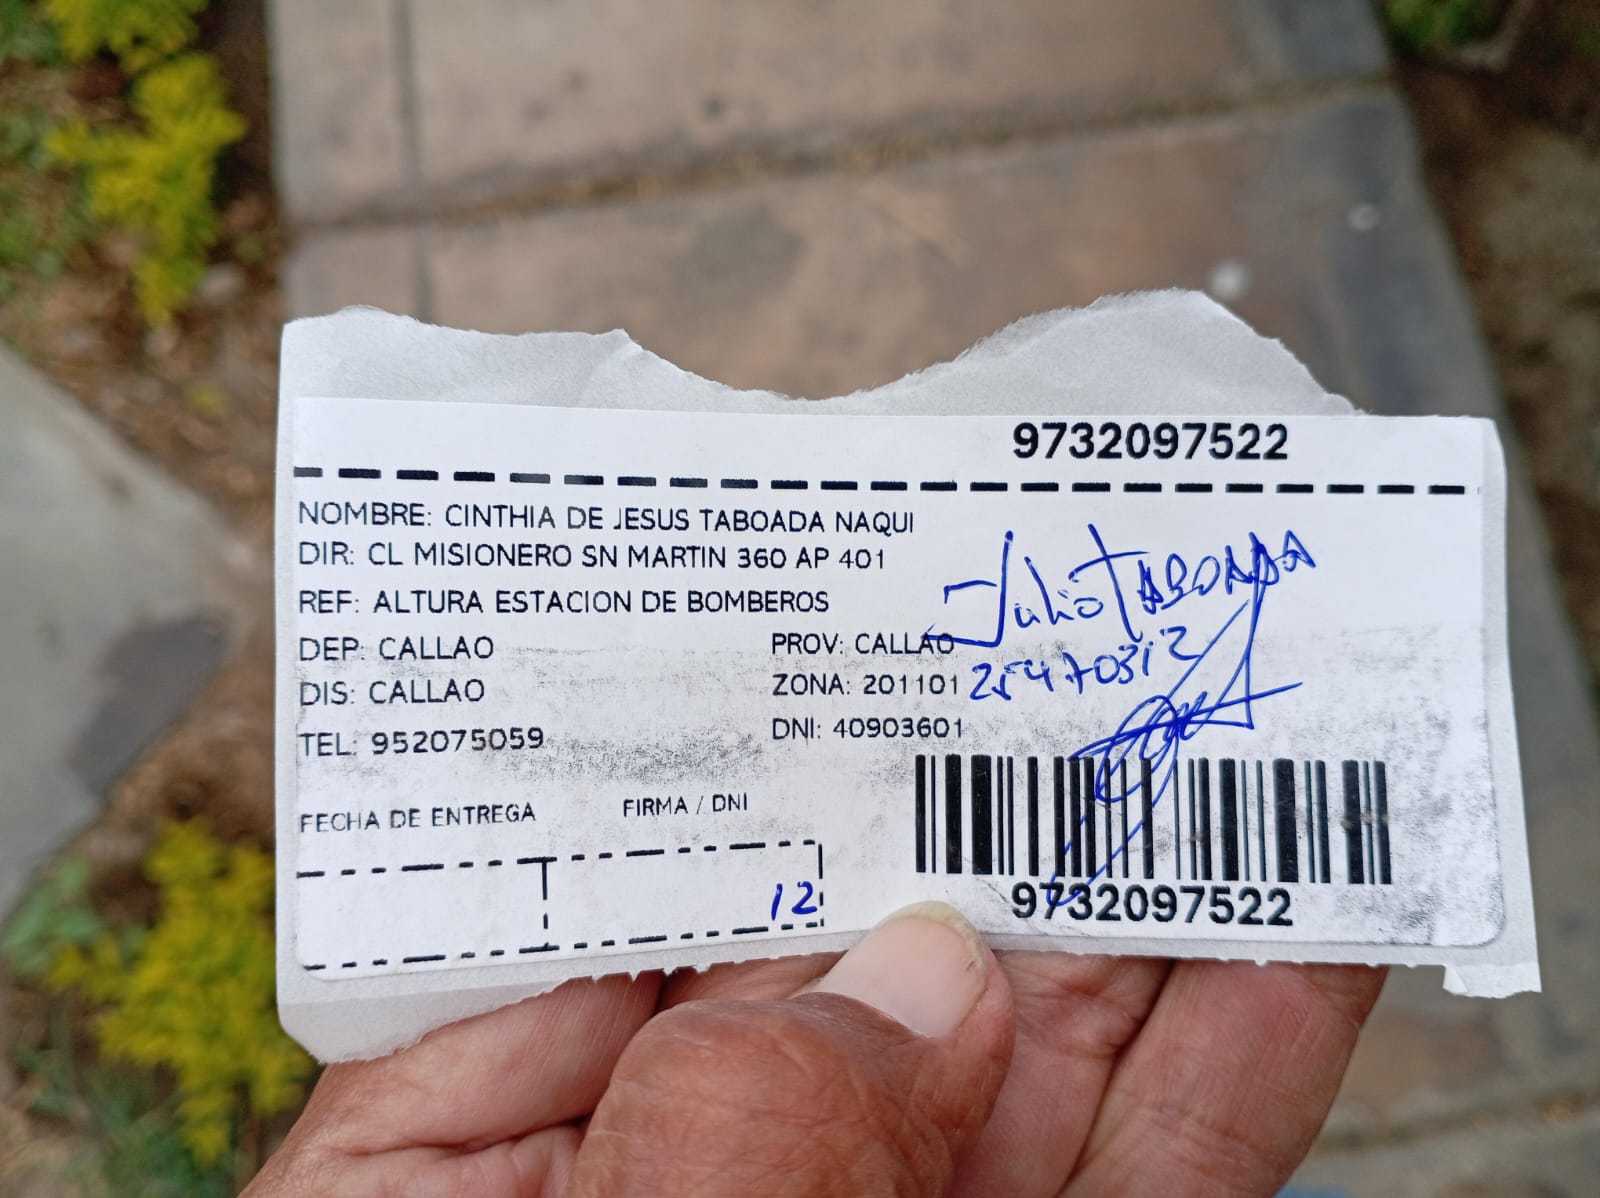 9732097522
NOMBRE: CINTHIA DE JESUS TABOADA NAQUI
DIR: CL MISIONERO SN MARTIN 360 AP 401
REF: ALTURA ESTACION DE BOMBEROS
DEP: CALLAO
PROV: CALLAO
DIS: CALLAO
ZONA: 201101
TEL: 952075059
DNI: 40903601
Julio TABOADA
25470312
FECHA DE ENTREGA
FIRMA / DNI
12
9732097522